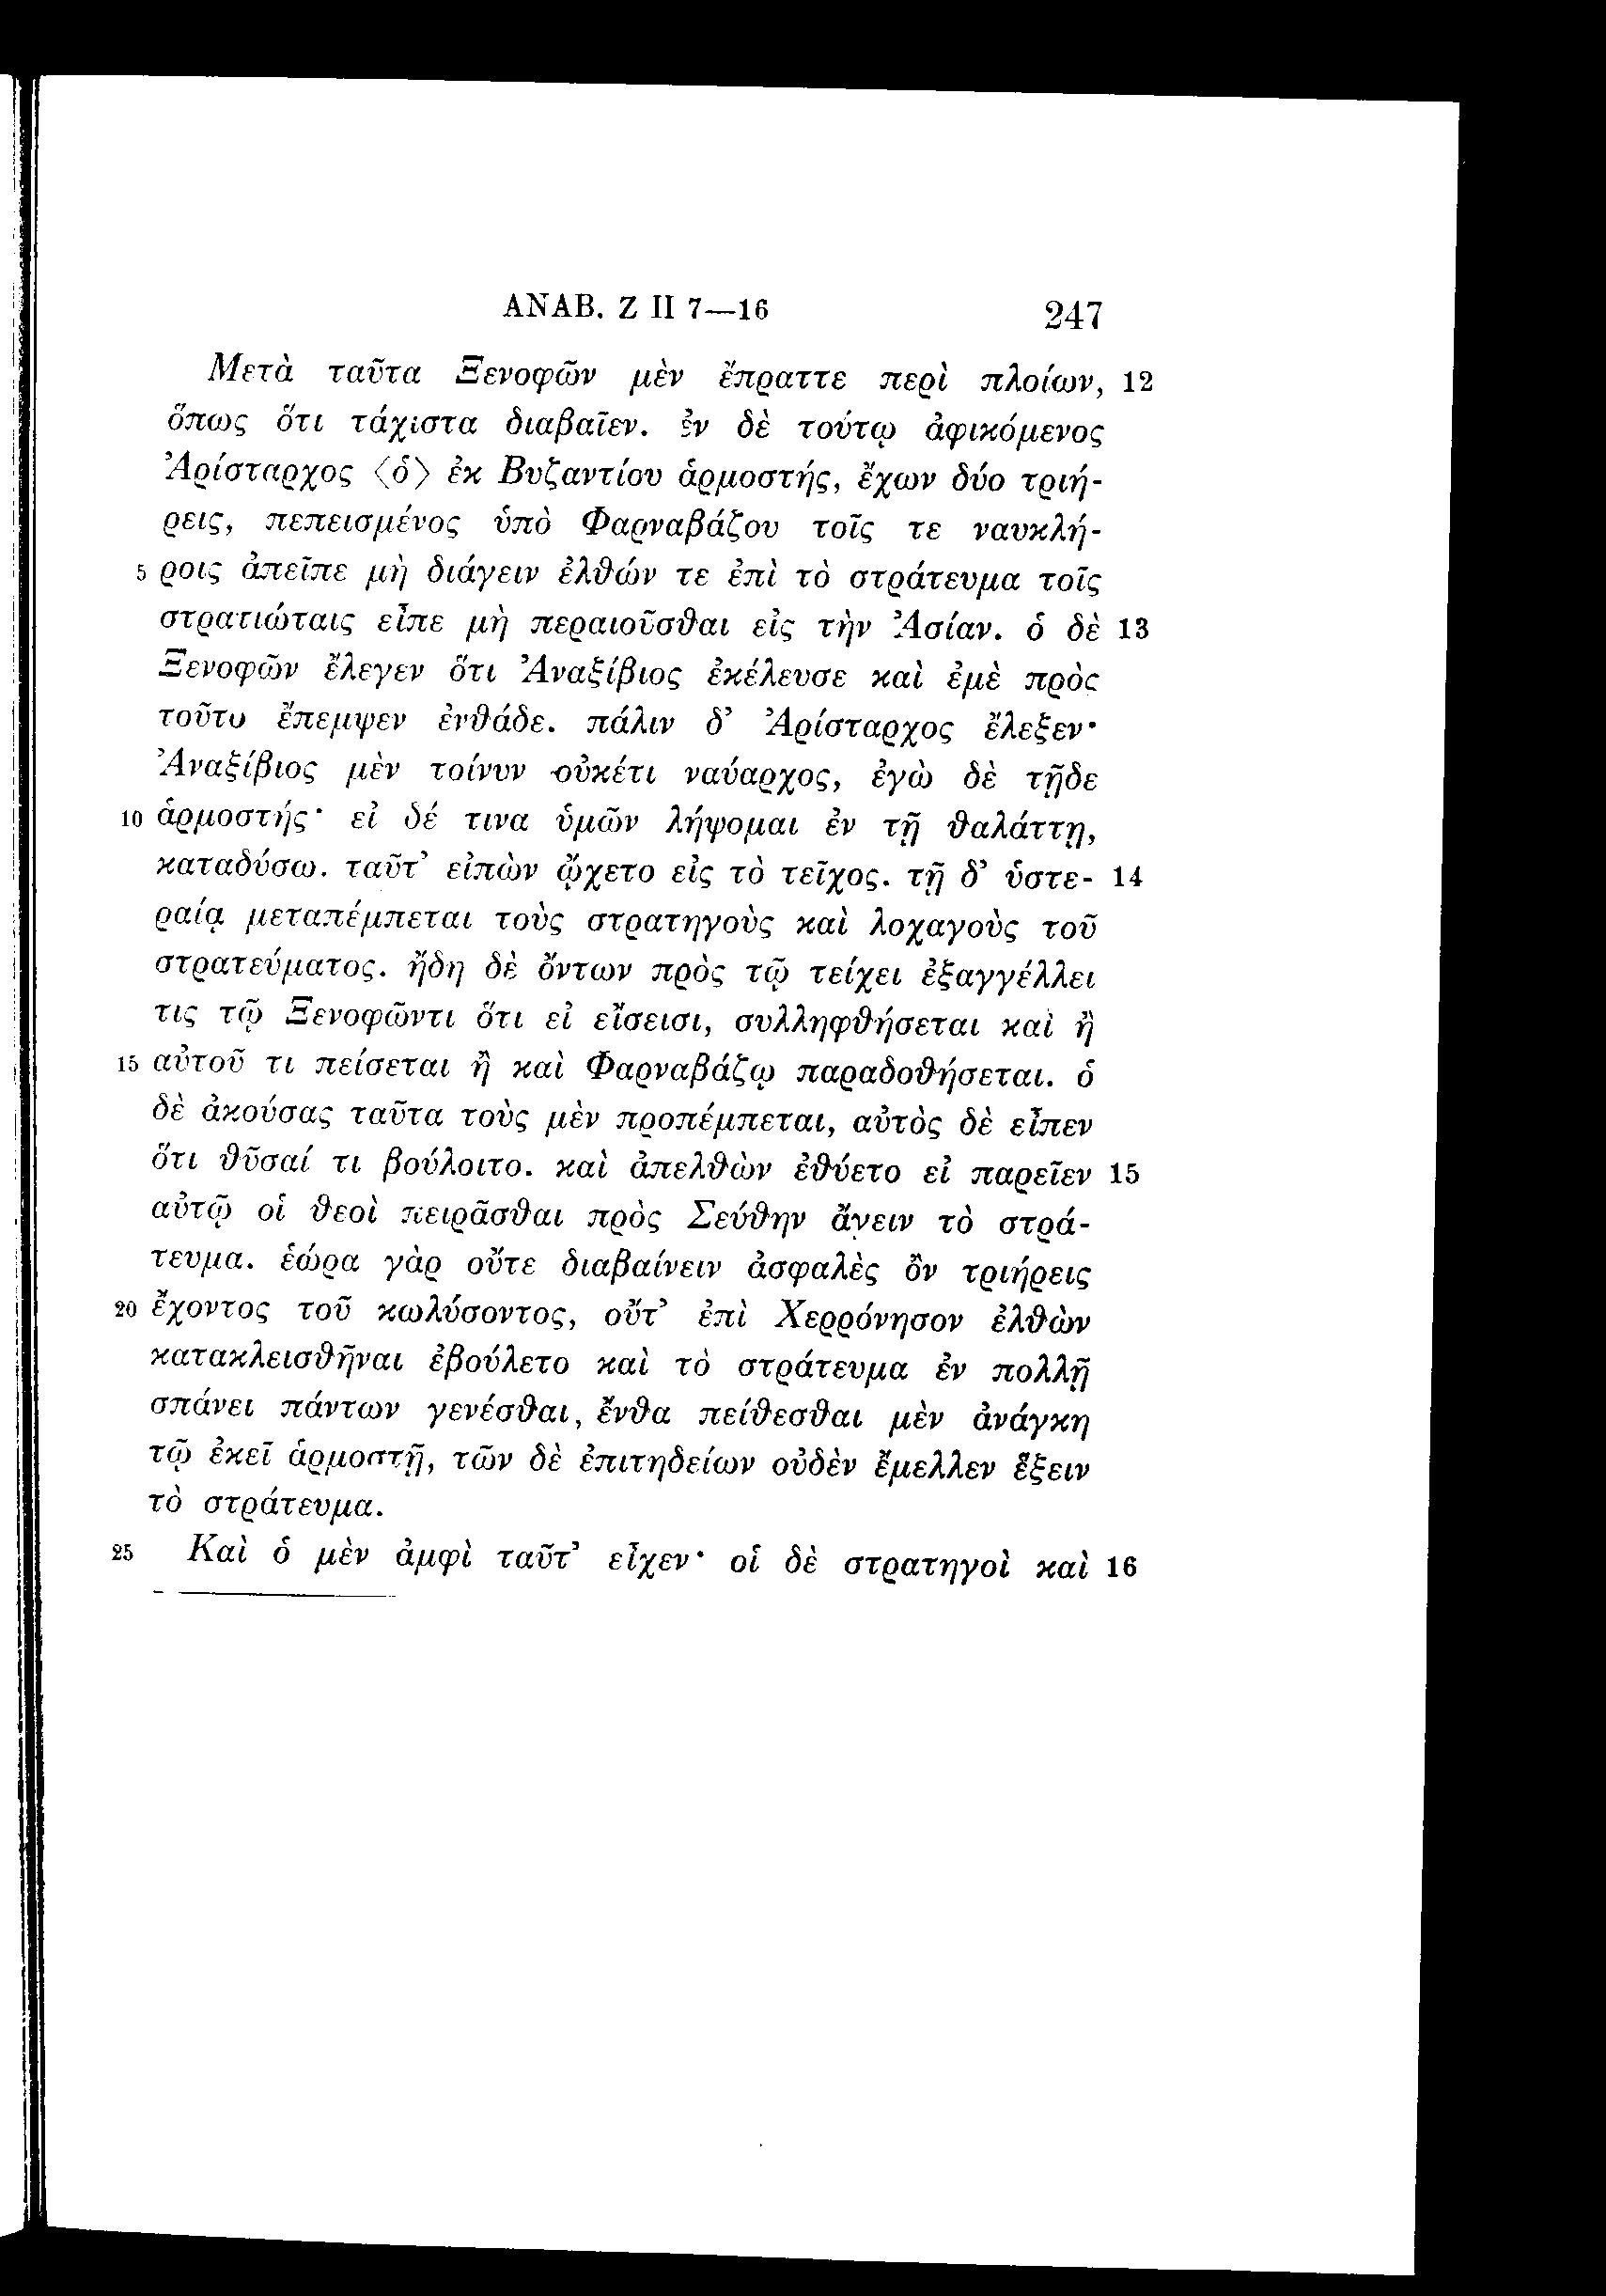 ΑΝΑΒ. Ζ II 7—16 247
Μετὰ ταῦτα Ξενοφῶν μὲν ἔπραττε περὶ πλοίων, 12
ὅπως ὅτι τάχιστα διαβαῖεν. ἐν δὲ τούτῳ ἀφικόμενος
Ἀρίσταρχος ⟨ὁ⟩ ἐκ Βυζαντίου ἁρμοστής, ἔχων δύο τριή-
ρεις, πεπεισμένος ὑπὸ Φαρναβάζου τοῖς τε ναυκλή-
5 ροις ἀπεῖπε μὴ διάγειν ἐλθών τε ἐπὶ τὸ στράτευμα τοῖς
στρατιώταις εἶπε μὴ περαιοῦσθαι εἰς τὴν Ἀσίαν. ὁ δὲ 13
Ξενοφῶν ἔλεγεν ὅτι Ἀναξίβιος ἐκέλευσε καὶ ἐμὲ πρὸς
τοῦτο ἔπεμψεν ἐνθάδε. πάλιν δ’ Ἀρίσταρχος ἔλεξεν·
Ἀναξίβιος μὲν τοίνυν οὐκέτι ναύαρχος, ἐγὼ δὲ τῇδε
10 ἁρμοστής· εἰ δέ τινα ὑμῶν λήψομαι ἐν τῇ θαλάττῃ,
καταδύσω. ταῦτ’ εἰπὼν ᾤχετο εἰς τὸ τεῖχος. τῇ δ’ ὑστε- 14
ραίᾳ μεταπέμπεται τοὺς στρατηγοὺς καὶ λοχαγοὺς τοῦ
στρατεύματος. ἤδη δὲ ὄντων πρὸς τῷ τείχει ἐξαγγέλλει
τις τῷ Ξενοφῶντι ὅτι εἰ εἴσεισι, συλληφθήσεται καὶ ἢ
15 αὐτοῦ τι πείσεται ἢ καὶ Φαρναβάζῳ παραδοθήσεται. ὁ
δὲ ἀκούσας ταῦτα τοὺς μὲν προπέμπεται, αὐτὸς δὲ εἶπεν
ὅτι θῦσαί τι βούλοιτο. καὶ ἀπελθὼν ἐθύετο εἰ παρεῖεν 15
αὐτῷ οἱ θεοὶ πειρᾶσθαι πρὸς Σεύθην ἄγειν τὸ στρά-
τευμα. ἑώρα γὰρ οὔτε διαβαίνειν ἀσφαλὲς ὂν τριήρεις
20 ἔχοντος τοῦ κωλύσοντος, οὔτ’ ἐπὶ Χερρόνησον ἐλθὼν
κατακλεισθῆναι ἐβούλετο καὶ τὸ στράτευμα ἐν πολλῇ
σπάνει πάντων γενέσθαι, ἔνθα πείθεσθαι μὲν ἀνάγκη
τῷ ἐκεῖ ἁρμοστῇ, τῶν δὲ ἐπιτηδείων οὐδὲν ἔμελλεν ἕξειν
τὸ στράτευμα.
25 Καὶ ὁ μὲν ἀμφὶ ταῦτ’ εἶχεν· οἱ δὲ στρατηγοὶ καὶ 16